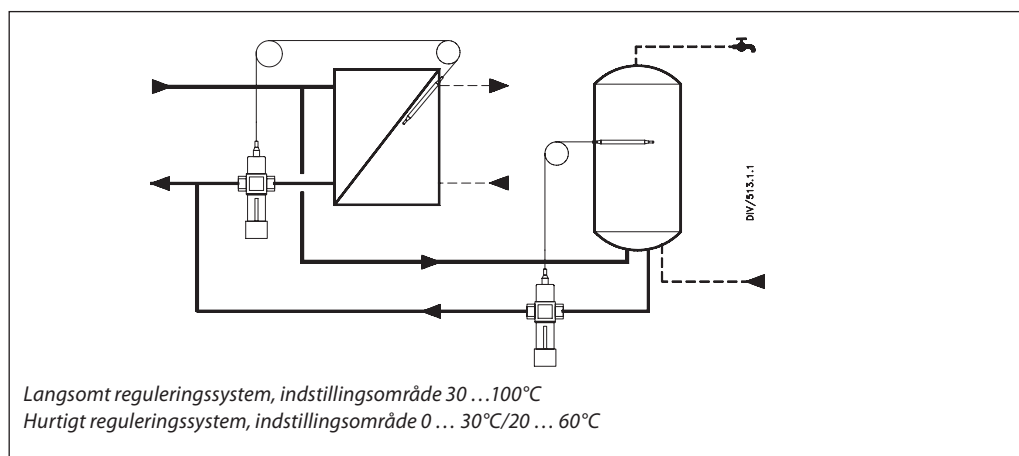 DIV/513.1.1
Langsomt reguleringssystem, indstillingsområde 30 …100°C
Hurtigt reguleringssystem, indstillingsområde 0 … 30°C/20 … 60°C